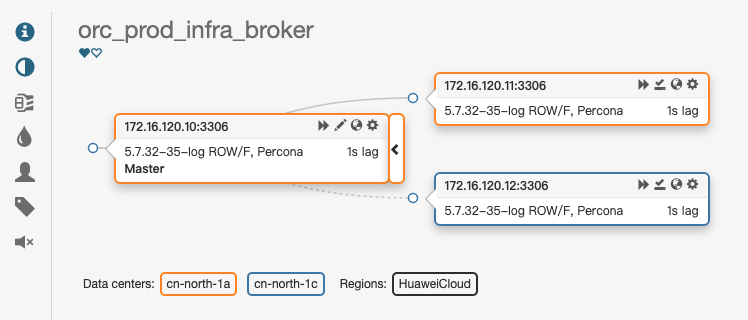 orc_prod_infra_broker
172.16.120.11:3306
5.7.32-35-log ROW/F, Percona 1s lag
172.16.120.10:3306
5.7.32-35-log ROW/F, Percona 1s lag
Master
172.16.120.12:3306
5.7.32-35-log ROW/F, Percona 1s lag
Data centers: cn-north-1a cn-north-1c Regions: HuaweiCloud